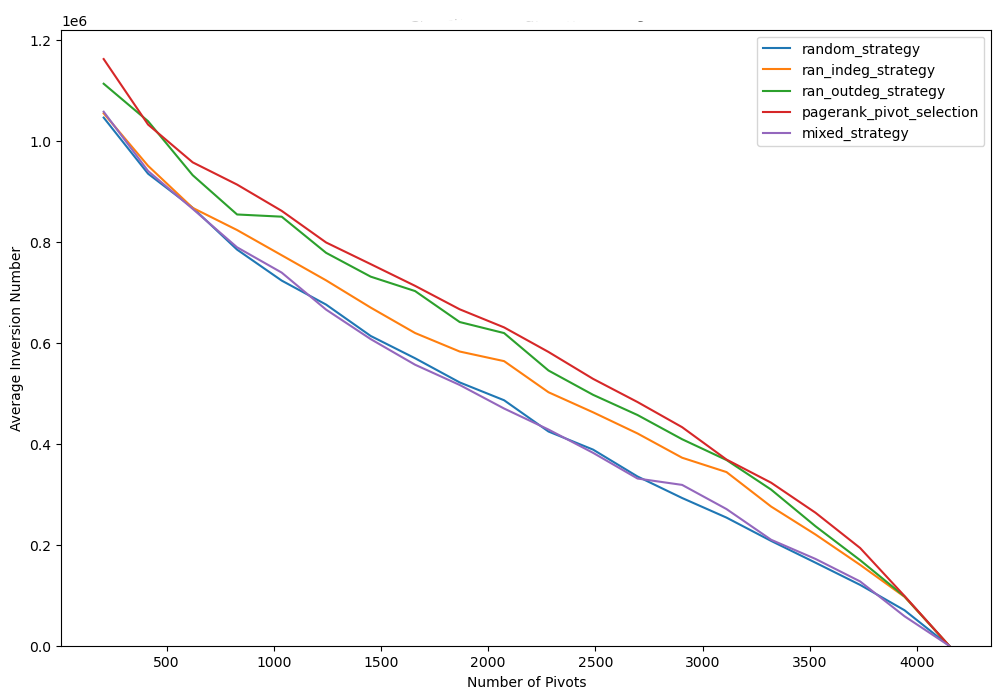 1e6
1.2
1.0
0.8
0.6
0.4
0.2
0.0
Average Inversion Number
500
1000
1500
2000
2500
3000
3500
4000
Number of Pivots
random_strategy
ran_indeg_strategy
ran_outdeg_strategy
pagerank_pivot_selection
mixed_strategy